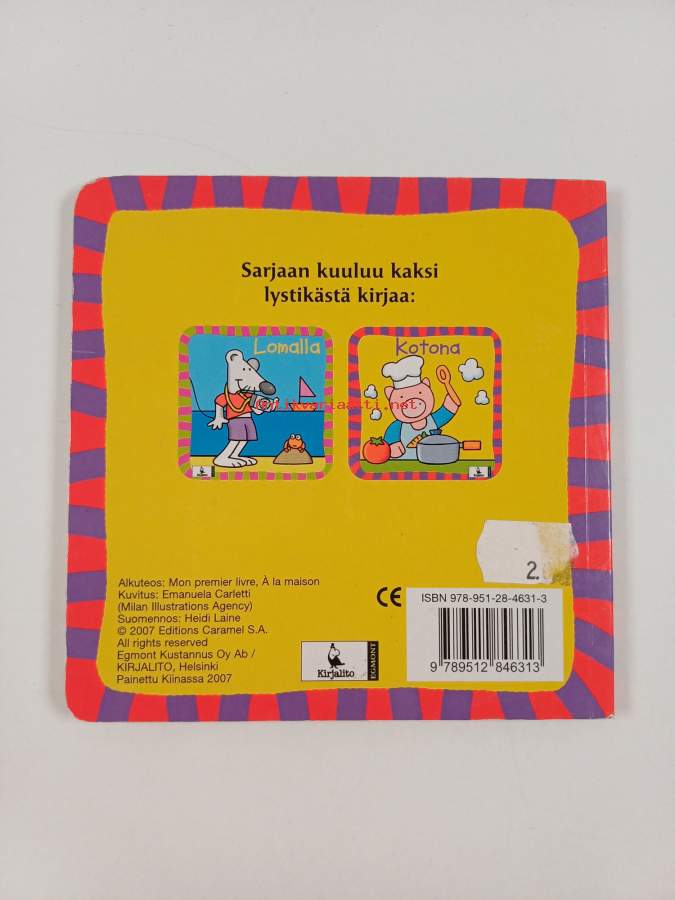 Sarjaan kuuluu kaksi
lystikästä kirjaa:
Lomalla
Kotona
2.
Alkuteos: Mon premier livre, À la maison
Kuvitus: Emanuela Carletti
(Milan Illustrations Agency)
Suomennos: Heidi Laine
© 2007 Editions Caramel S.A.
All rights reserved
Egmont Kustannus Oy Ab /
KIRJALITO, Helsinki
Painettu Kiinassa 2007
Kirjalito
EGMONT
CE
ISBN 978-951-28-4631-3
9 789512 846313